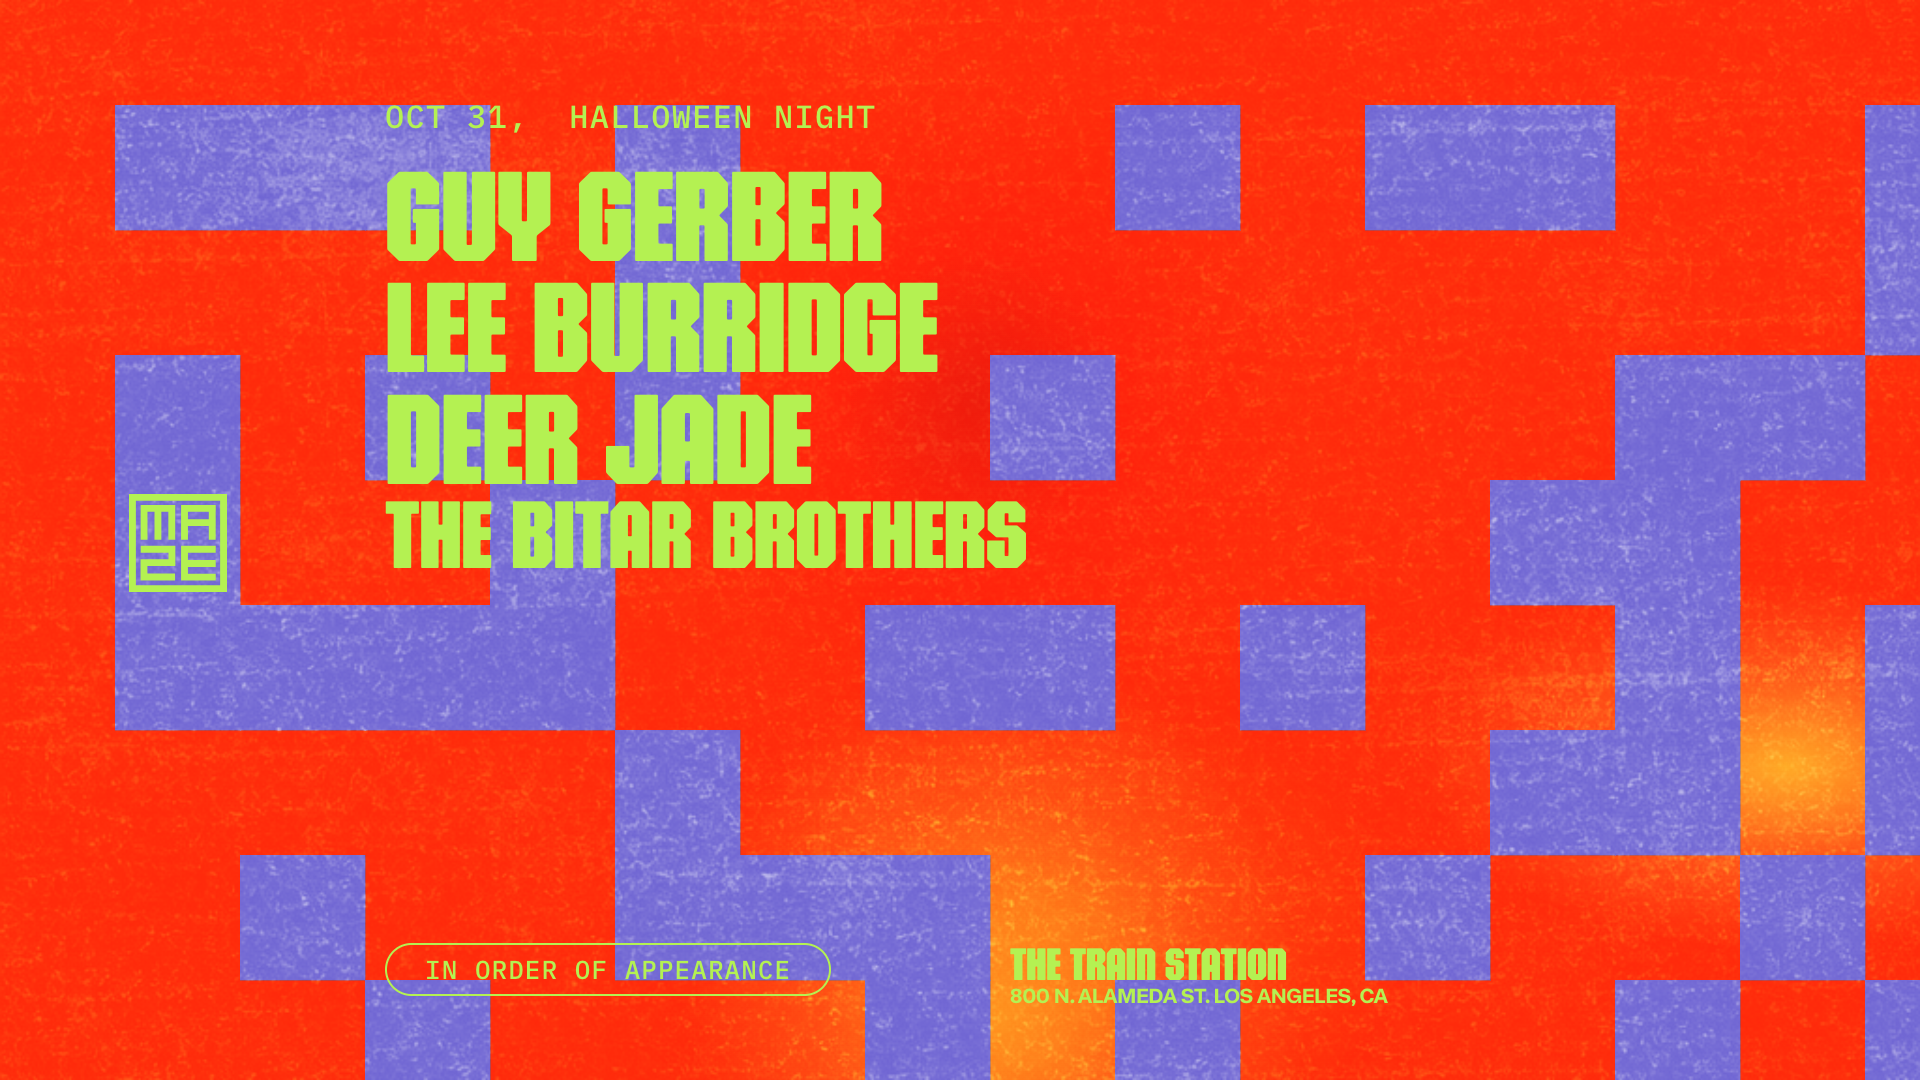 OCT 31, HALLOWEEN NIGHT
GUY GERBER
LEE BURRIDGE
DEER JADE
THE BITAR BROTHERS
MA
ZE
IN ORDER OF APPEARANCE
THE TRAIN STATION
800 N. ALAMEDA ST. LOS ANGELES, CA